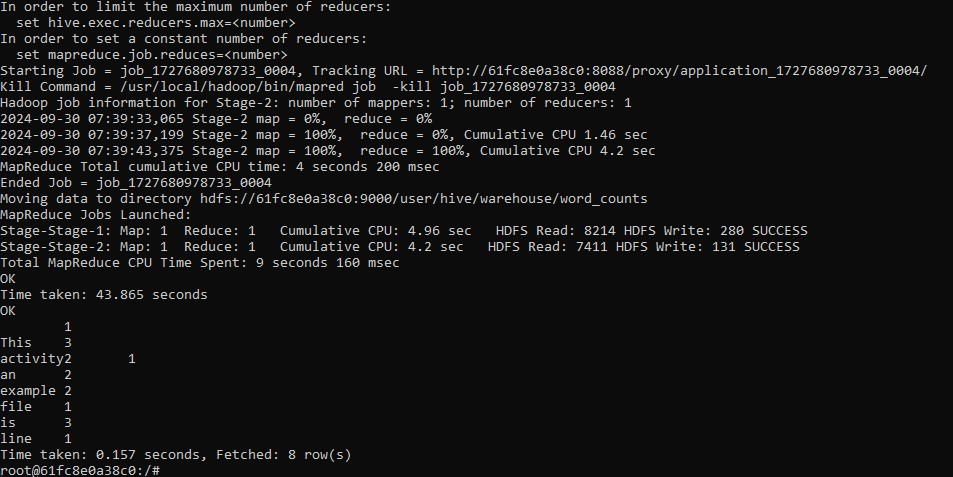 In order to limit the maximum number of reducers:
  set hive.exec.reducers.max=<number>
In order to set a constant number of reducers:
  set mapreduce.job.reduces=<number>
Starting Job = job_1727680978733_0004, Tracking URL = http://61fc8e0a38c0:8088/proxy/application_1727680978733_0004/
Kill Command = /usr/local/hadoop/bin/mapred job  -kill job_1727680978733_0004
Hadoop job information for Stage-2: number of mappers: 1; number of reducers: 1
2024-09-30 07:39:33,065 Stage-2 map = 0%,  reduce = 0%
2024-09-30 07:39:37,199 Stage-2 map = 100%,  reduce = 0%, Cumulative CPU 1.46 sec
2024-09-30 07:39:43,375 Stage-2 map = 100%,  reduce = 100%, Cumulative CPU 4.2 sec
MapReduce Total cumulative CPU time: 4 seconds 200 msec
Ended Job = job_1727680978733_0004
Moving data to directory hdfs://61fc8e0a38c0:9000/user/hive/warehouse/word_counts
MapReduce Jobs Launched:
Stage-Stage-1: Map: 1  Reduce: 1   Cumulative CPU: 4.96 sec   HDFS Read: 8214 HDFS Write: 280 SUCCESS
Stage-Stage-2: Map: 1  Reduce: 1   Cumulative CPU: 4.2 sec   HDFS Read: 7411 HDFS Write: 131 SUCCESS
Total MapReduce CPU Time Spent: 9 seconds 160 msec
OK
Time taken: 43.865 seconds
OK
        1
This    3
activity2       1
an      2
example 2
file    1
is      3
line    1
Time taken: 0.157 seconds, Fetched: 8 row(s)
root@61fc8e0a38c0:/#